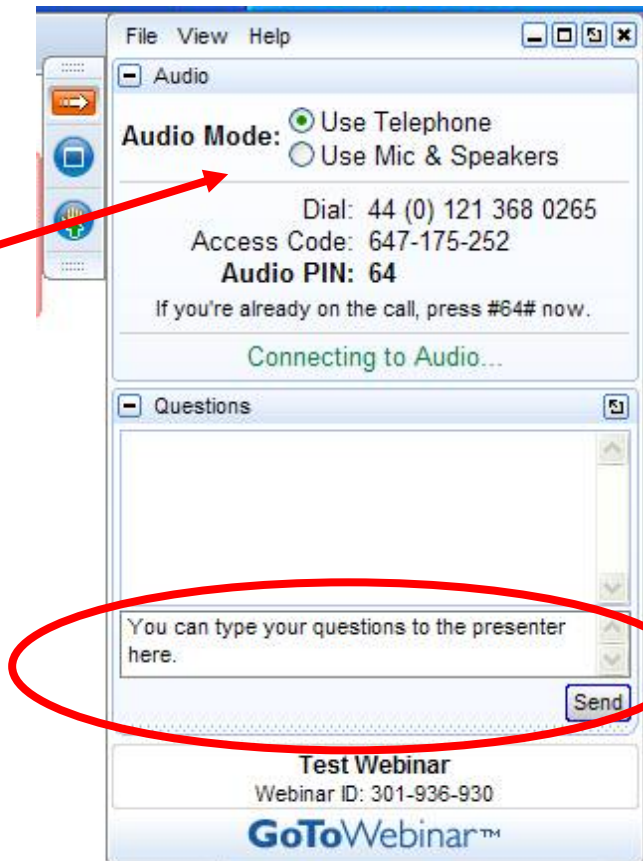 File View Help
Audio
Audio Mode: Use Telephone
Use Mic & Speakers
Dial: 44 (0) 121 368 0265
Access Code: 647-175-252
Audio PIN: 64
If you're already on the call, press #64# now.
Connecting to Audio...
Questions
You can type your questions to the presenter
here.
Send
Test Webinar
Webinar ID: 301-936-930
GoToWebinar™